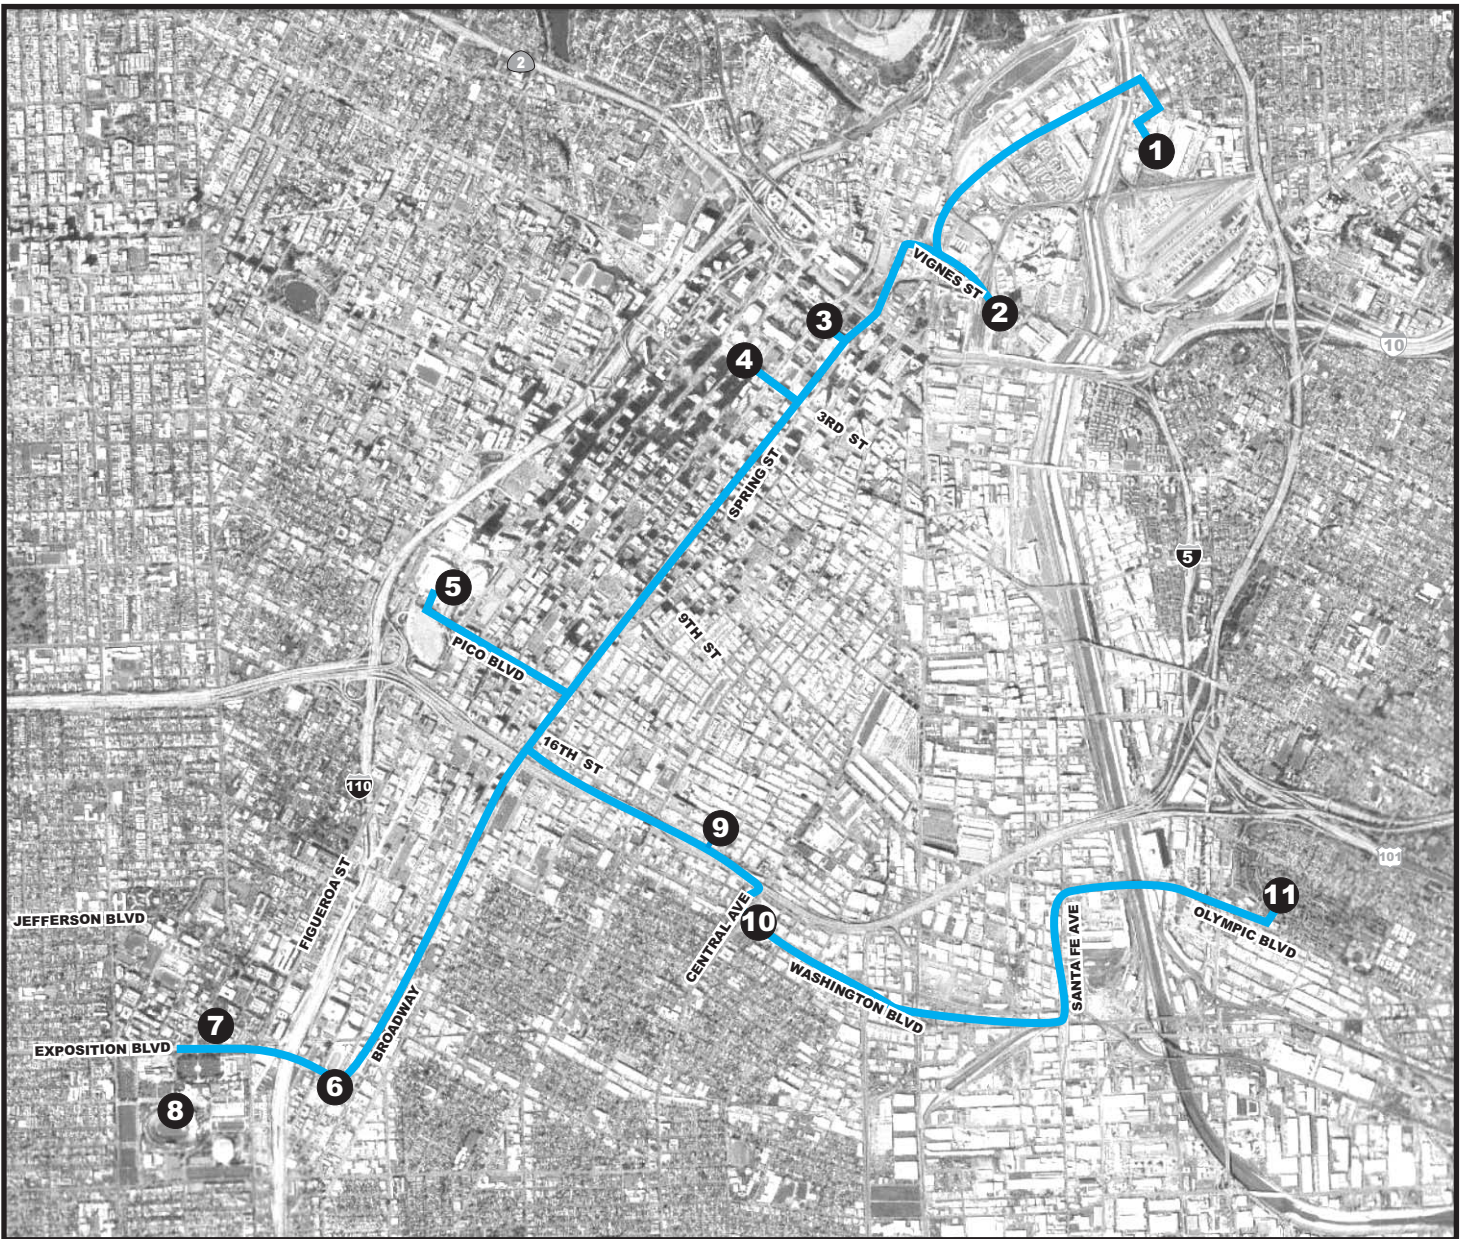 2
1
VIGNES ST
2
3
10
4
3RD ST
SPRING ST
5
5
9TH ST
PICO BLVD
16TH ST
110
9
101
FIGUEROA ST
11
CENTRAL AVE
10
JEFFERSON BLVD
OLYMPIC BLVD
SANTA FE AVE
WASHINGTON BLVD
BROADWAY
7
EXPOSITION BLVD
6
8